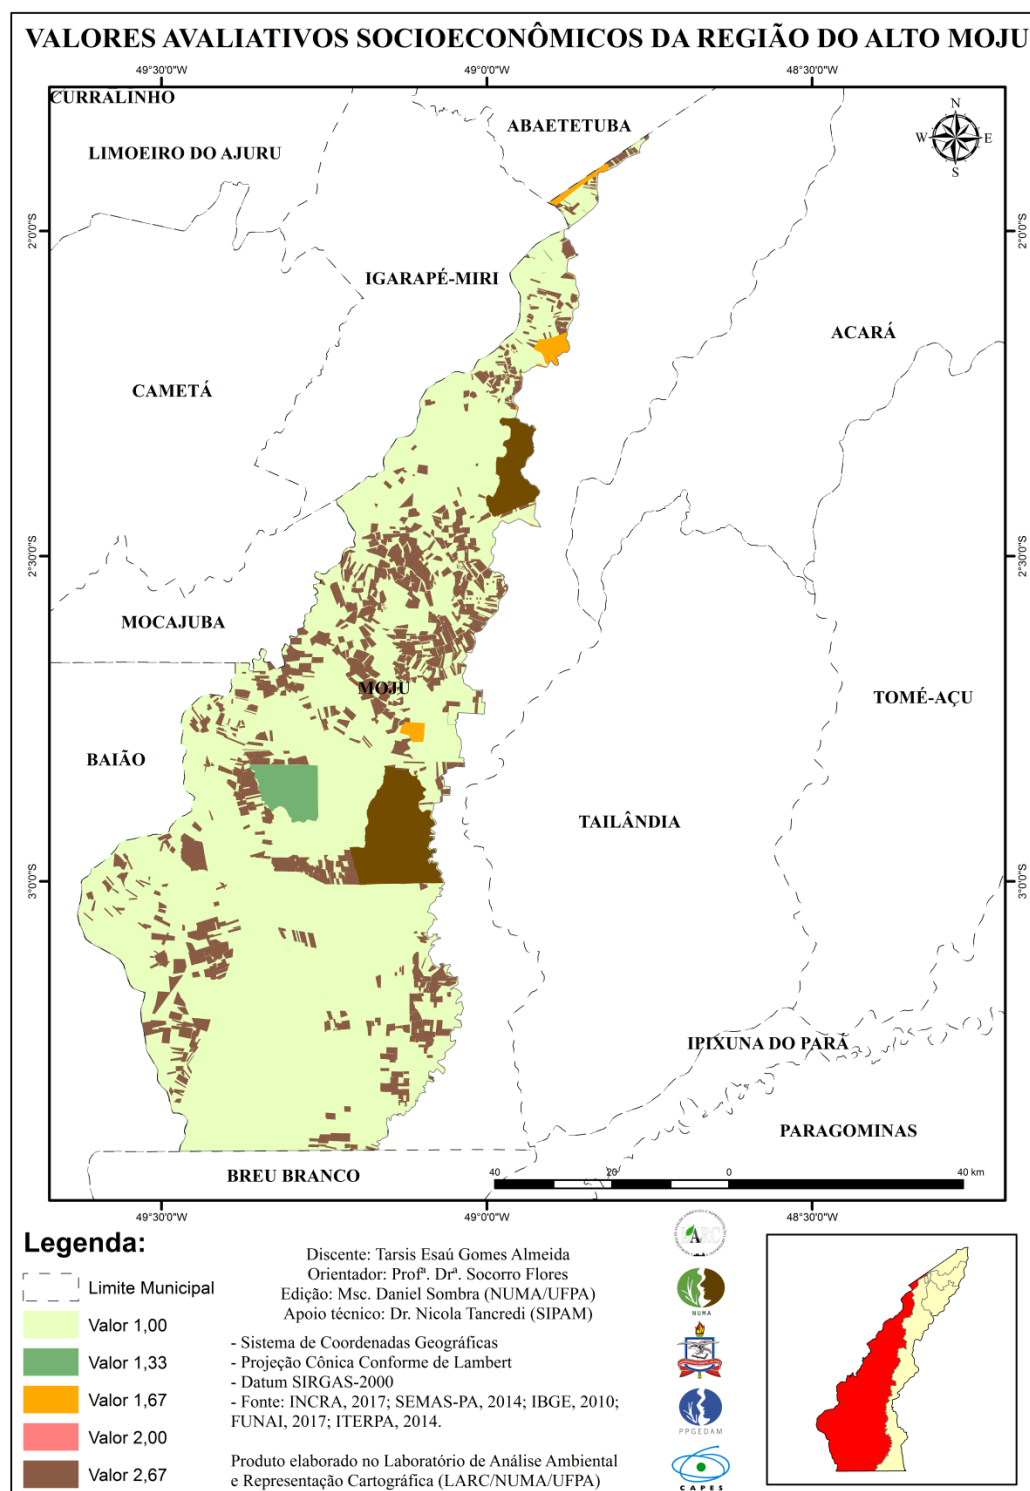 VALORES AVALIATIVOS SOCIOECONÔMICOS DA REGIÃO DO ALTO MOJU
49°30'0"W
49°0'0"W
48°30'0"W
CURRALINHO
ABAETETUBA
LIMOEIRO DO AJURU
N
W
E
S
2°0'0"S
2°0'0"S
IGARAPÉ-MIRI
ACARÁ
CAMETÁ
2°30'0"S
2°30'0"S
MOCAJUBA
MOJU
TOMÉ-AÇU
BAIÃO
TAILÂNDIA
3°0'0"S
3°0'0"S
IPIXUNA DO PARÁ
PARAGOMINAS
BREU BRANCO
40 20 0 40 km
49°30'0"W
49°0'0"W
48°30'0"W
Legenda:
Limite Municipal
Valor 1,00
Valor 1,33
Valor 1,67
Valor 2,00
Valor 2,67
Discente: Tarsis Esaú Gomes Almeida
Orientador: Profª. Drª. Socorro Flores
Edição: Msc. Daniel Sombra (NUMA/UFPA)
Apoio técnico: Dr. Nicola Tancredi (SIPAM)
- Sistema de Coordenadas Geográficas
- Projeção Cônica Conforme de Lambert
- Datum SIRGAS-2000
- Fonte: INCRA, 2017; SEMAS-PA, 2014; IBGE, 2010;
FUNAI, 2017; ITERPA, 2014.
Produto elaborado no Laboratório de Análise Ambiental
e Representação Cartográfica (LARC/NUMA/UFPA)
LARC
NUMA
PPGEDAM
CAPES